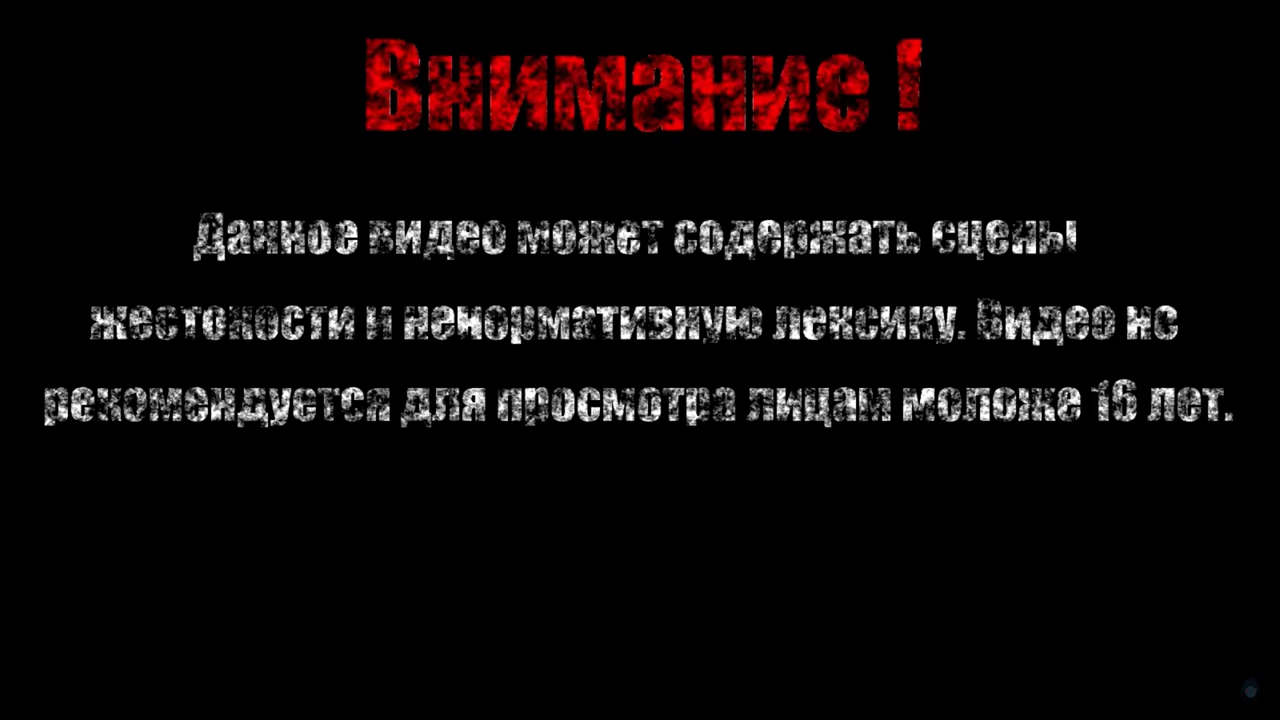 Внимание !
Данное видео может содержать сцены
жестокости и ненормативную лексику. Видео не
рекомендуется для просмотра лицам моложе 16 лет.